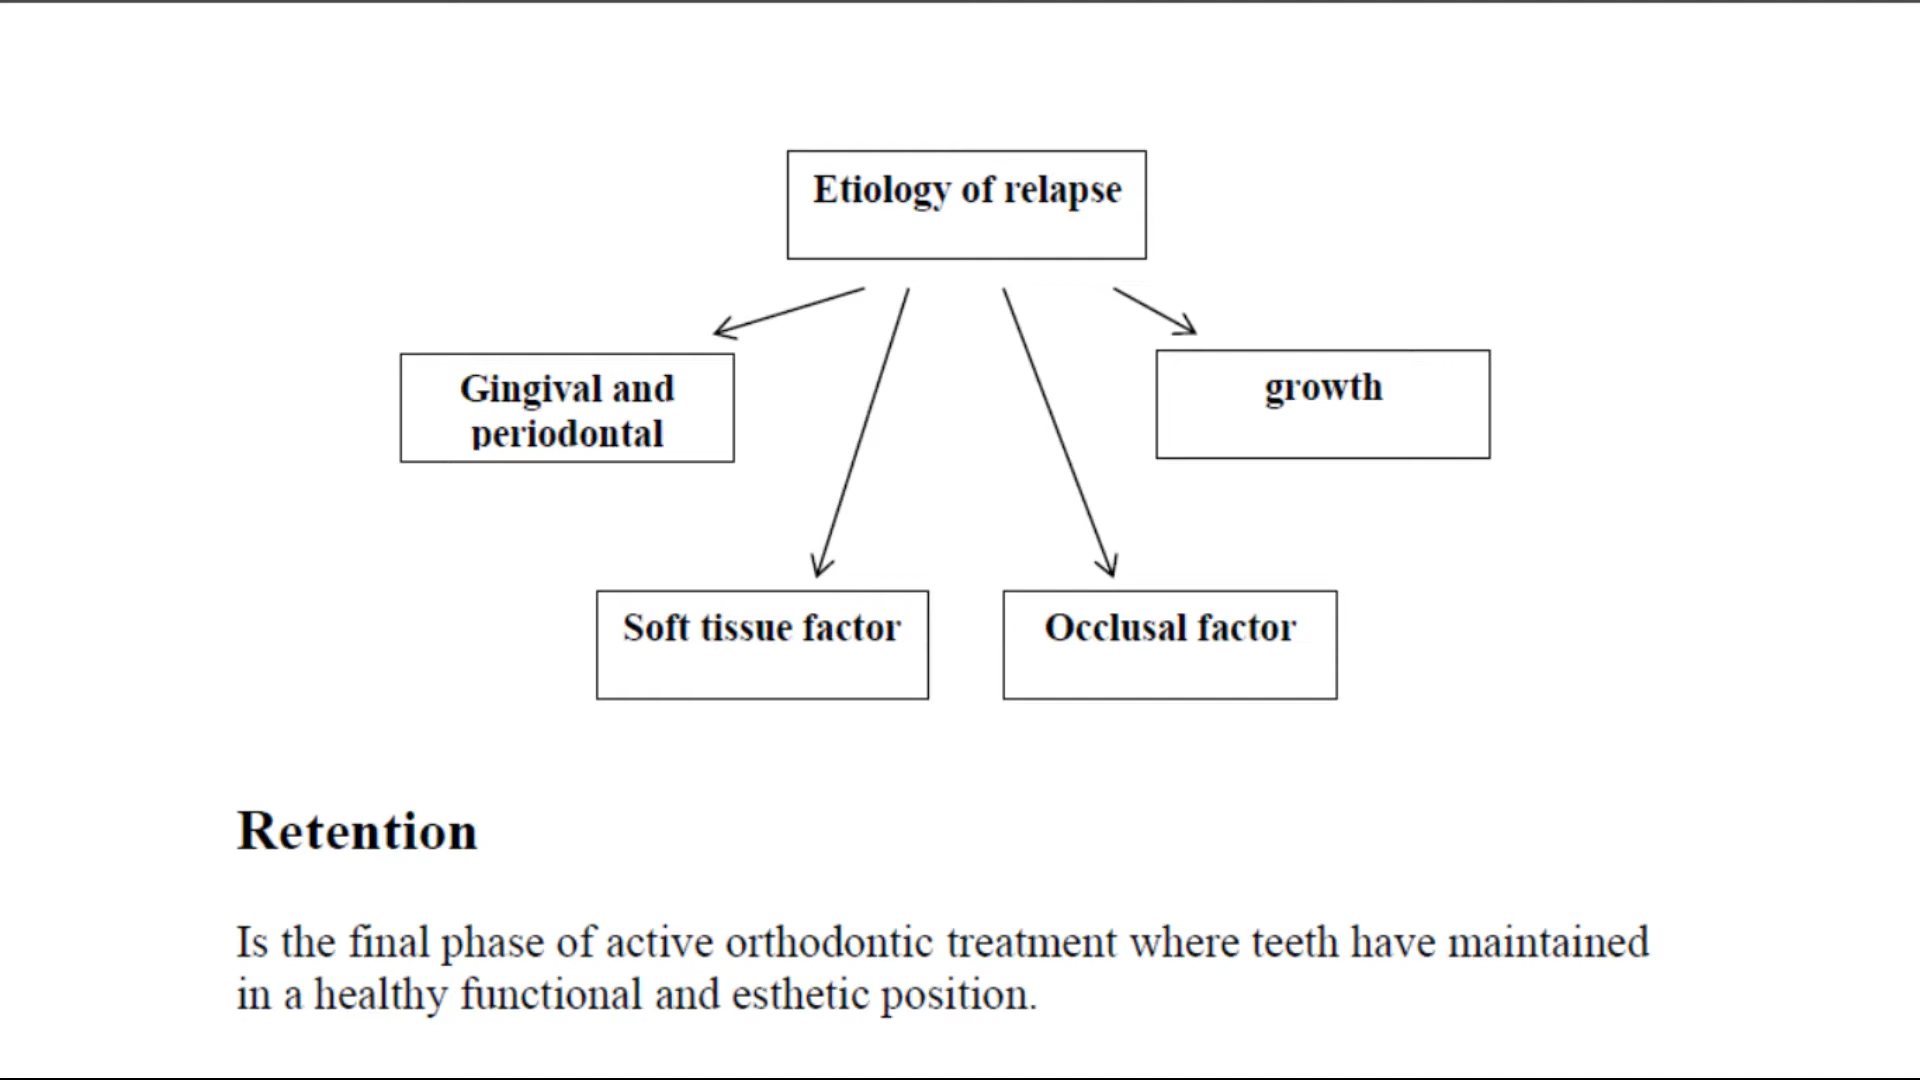 Etiology of relapse
Gingival and
periodontal
growth
Soft tissue factor
Occlusal factor
Retention
Is the final phase of active orthodontic treatment where teeth have maintained
in a healthy functional and esthetic position.